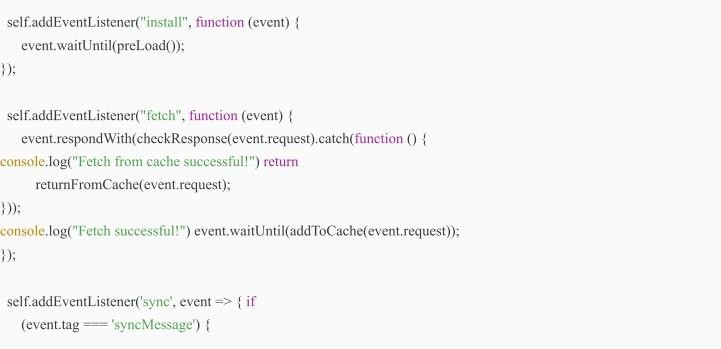 self.addEventListener("install", function (event) {
event.waitUntil(preLoad());
});
self.addEventListener("fetch", function (event) {
event.respondWith(checkResponse(event.request).catch(function () {
console.log("Fetch from cache successful!") return
returnFromCache(event.request);
}));
console.log("Fetch successful!") event.waitUntil(addToCache(event.request));
});
self.addEventListener('sync', event => { if
(event.tag === 'syncMessage') {